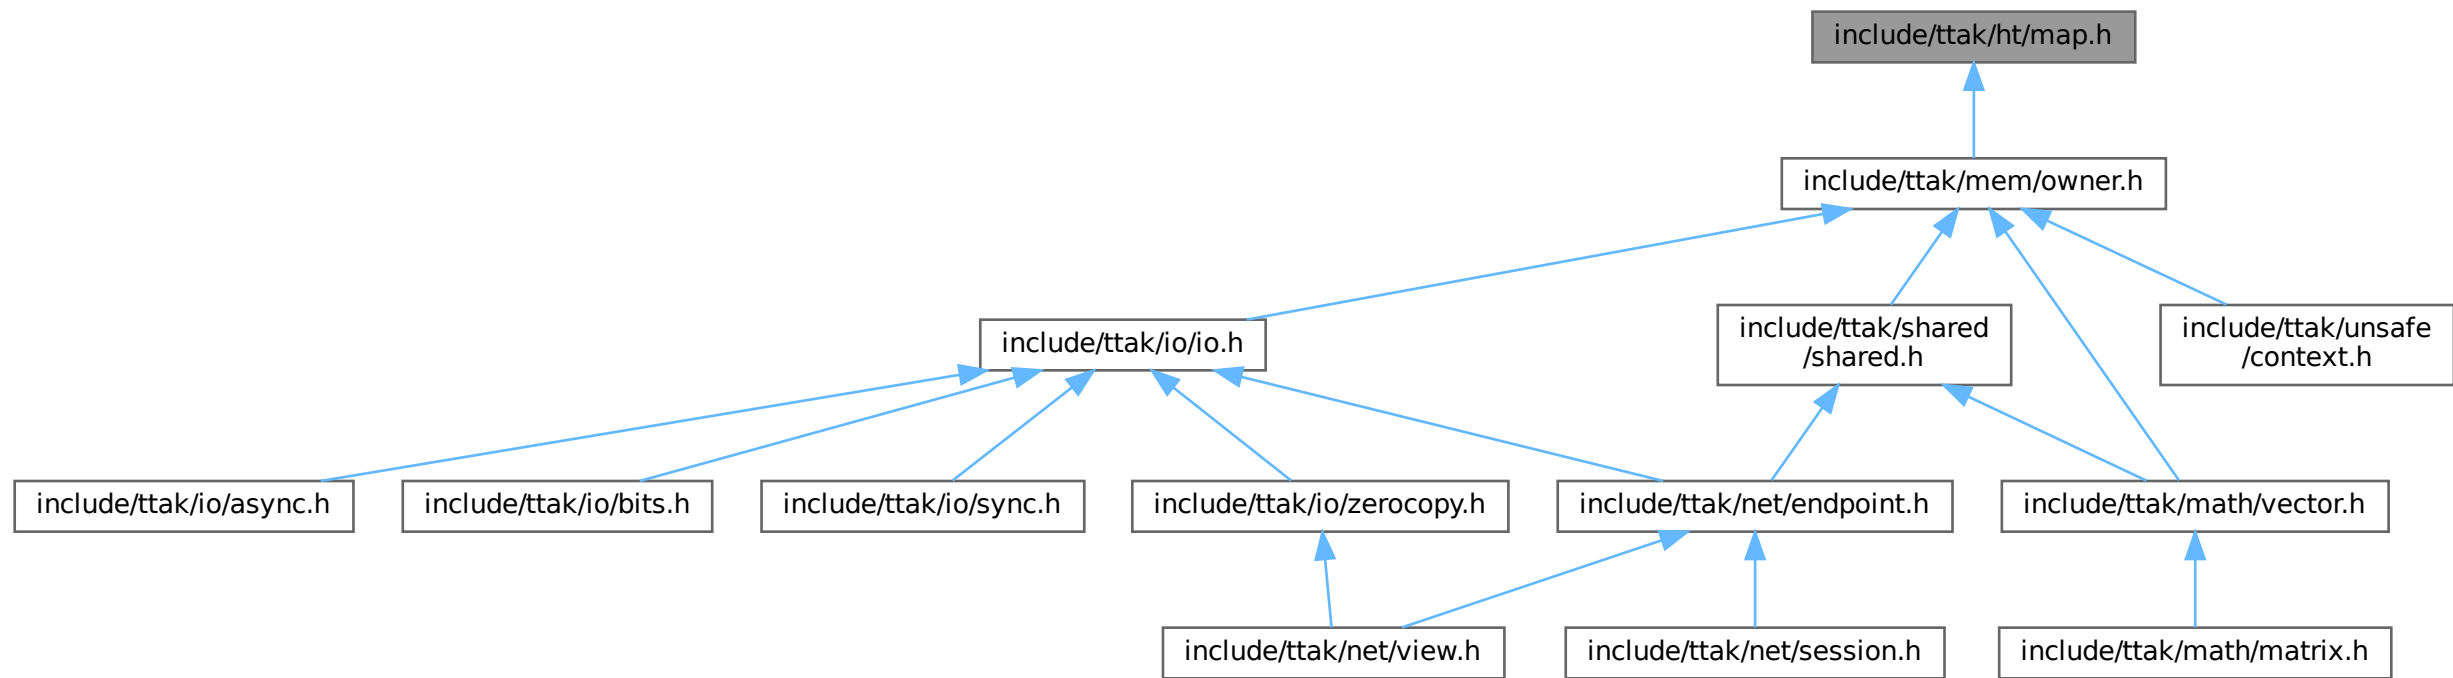 include/ttak/ht/map.h
include/ttak/mem/owner.h
include/ttak/io/io.h
include/ttak/shared
/shared.h
include/ttak/unsafe
/context.h
include/ttak/io/async.h
include/ttak/io/bits.h
include/ttak/io/sync.h
include/ttak/io/zerocopy.h
include/ttak/net/endpoint.h
include/ttak/math/vector.h
include/ttak/net/view.h
include/ttak/net/session.h
include/ttak/math/matrix.h